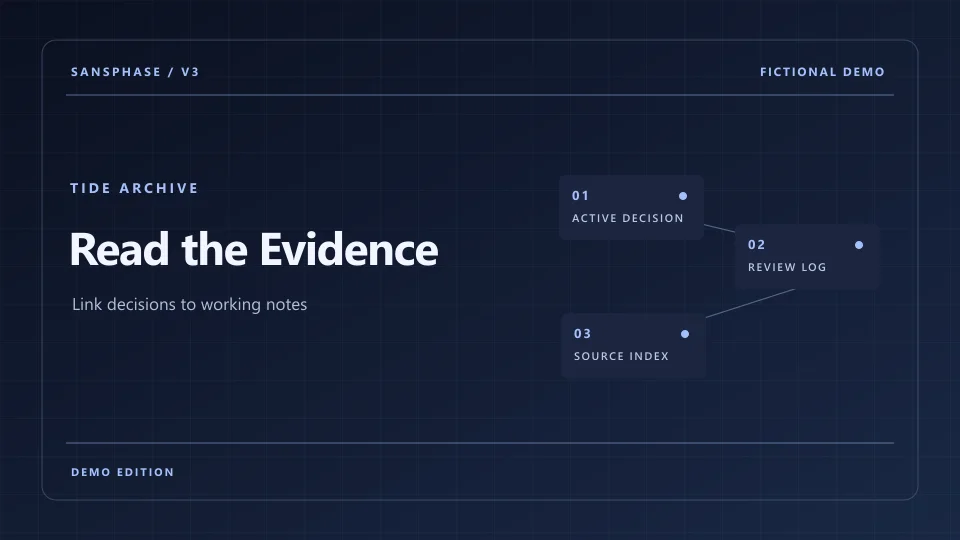 SANSPHASE / V3
FICTIONAL DEMO
TIDE ARCHIVE
Read the Evidence
Link decisions to working notes
01
ACTIVE DECISION
02
REVIEW LOG
03
SOURCE INDEX
DEMO EDITION